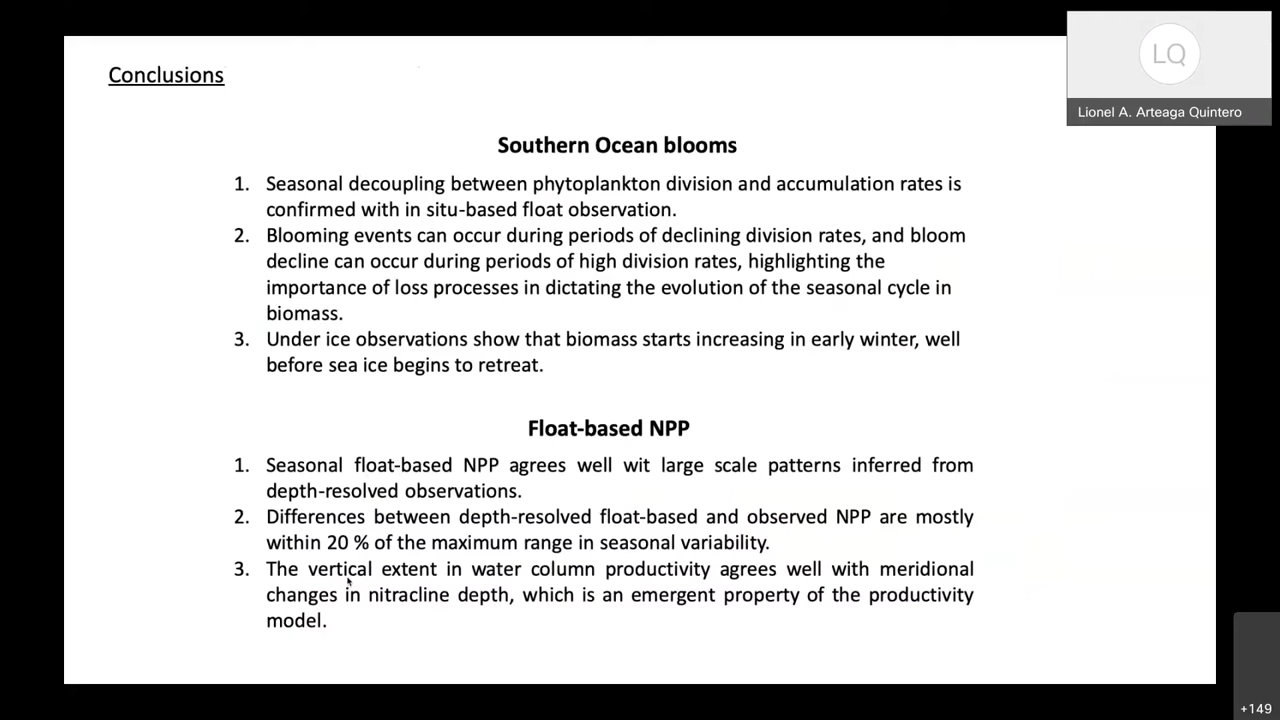 Conclusions
LQ
Lionel A. Arteaga Quintero
Southern Ocean blooms
1. Seasonal decoupling between phytoplankton division and accumulation rates is
confirmed with in situ-based float observation.
2. Blooming events can occur during periods of declining division rates, and bloom
decline can occur during periods of high division rates, highlighting the
importance of loss processes in dictating the evolution of the seasonal cycle in
biomass.
3. Under ice observations show that biomass starts increasing in early winter, well
before sea ice begins to retreat.
Float-based NPP
1. Seasonal float-based NPP agrees well wit large scale patterns inferred from
depth-resolved observations.
2. Differences between depth-resolved float-based and observed NPP are mostly
within 20 % of the maximum range in seasonal variability.
3. The vertical extent in water column productivity agrees well with meridional
changes in nitracline depth, which is an emergent property of the productivity
model.
+149